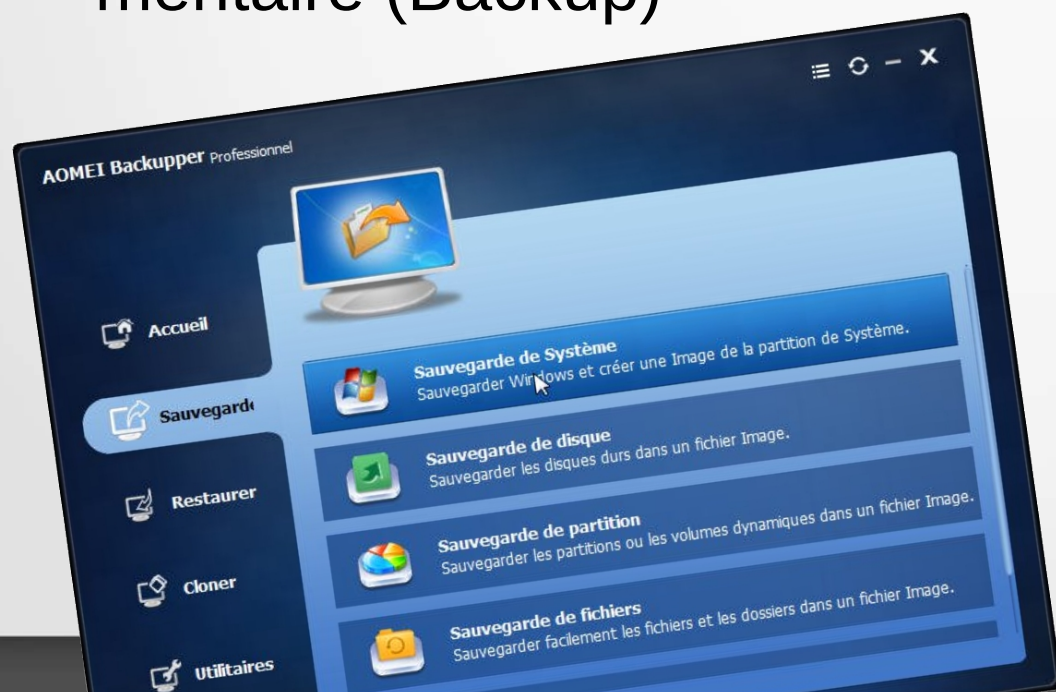 mentaire (Backup)
AOMEI Backupper Professionnel
Accueil
Sauvegarde
Restaurer
Cloner
Utilitaires
Sauvegarde de Système
Sauvegarder Windows et créer une Image de la partition de Système.
Sauvegarde de disque
Sauvegarder les disques durs dans un fichier Image.
Sauvegarde de partition
Sauvegarder les partitions ou les volumes dynamiques dans un fichier Image.
Sauvegarde de fichiers
Sauvegarder facilement les fichiers et les dossiers dans un fichier Image.